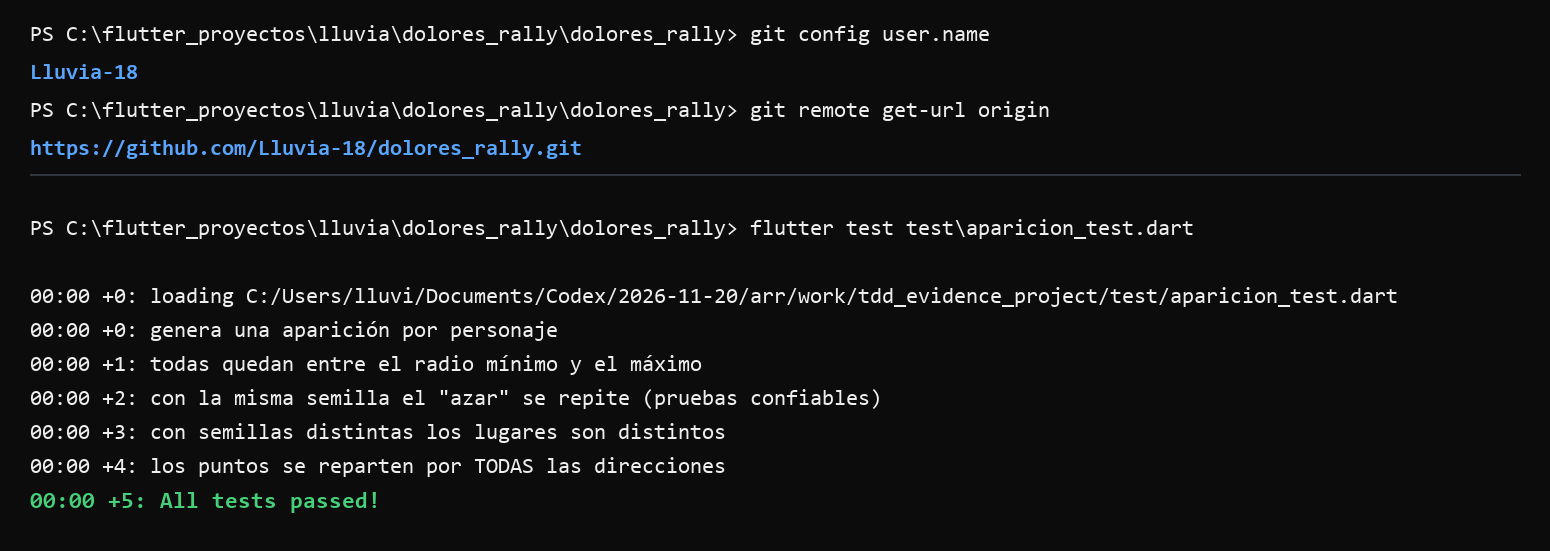 PS C:\flutter_proyectos\lluvia\dolores_rally\dolores_rally> git config user.name
Lluvia-18
PS C:\flutter_proyectos\lluvia\dolores_rally\dolores_rally> git remote get-url origin
https://github.com/Lluvia-18/dolores_rally.git
PS C:\flutter_proyectos\lluvia\dolores_rally\dolores_rally> flutter test test\aparicion_test.dart
00:00 +0: loading C:/Users/lluvi/Documents/Codex/2026-11-20/arr/work/tdd_evidence_project/test/aparicion_test.dart
00:00 +0: genera una aparición por personaje
00:00 +1: todas quedan entre el radio mínimo y el máximo
00:00 +2: con la misma semilla el "azar" se repite (pruebas confiables)
00:00 +3: con semillas distintas los lugares son distintos
00:00 +4: los puntos se reparten por TODAS las direcciones
00:00 +5: All tests passed!